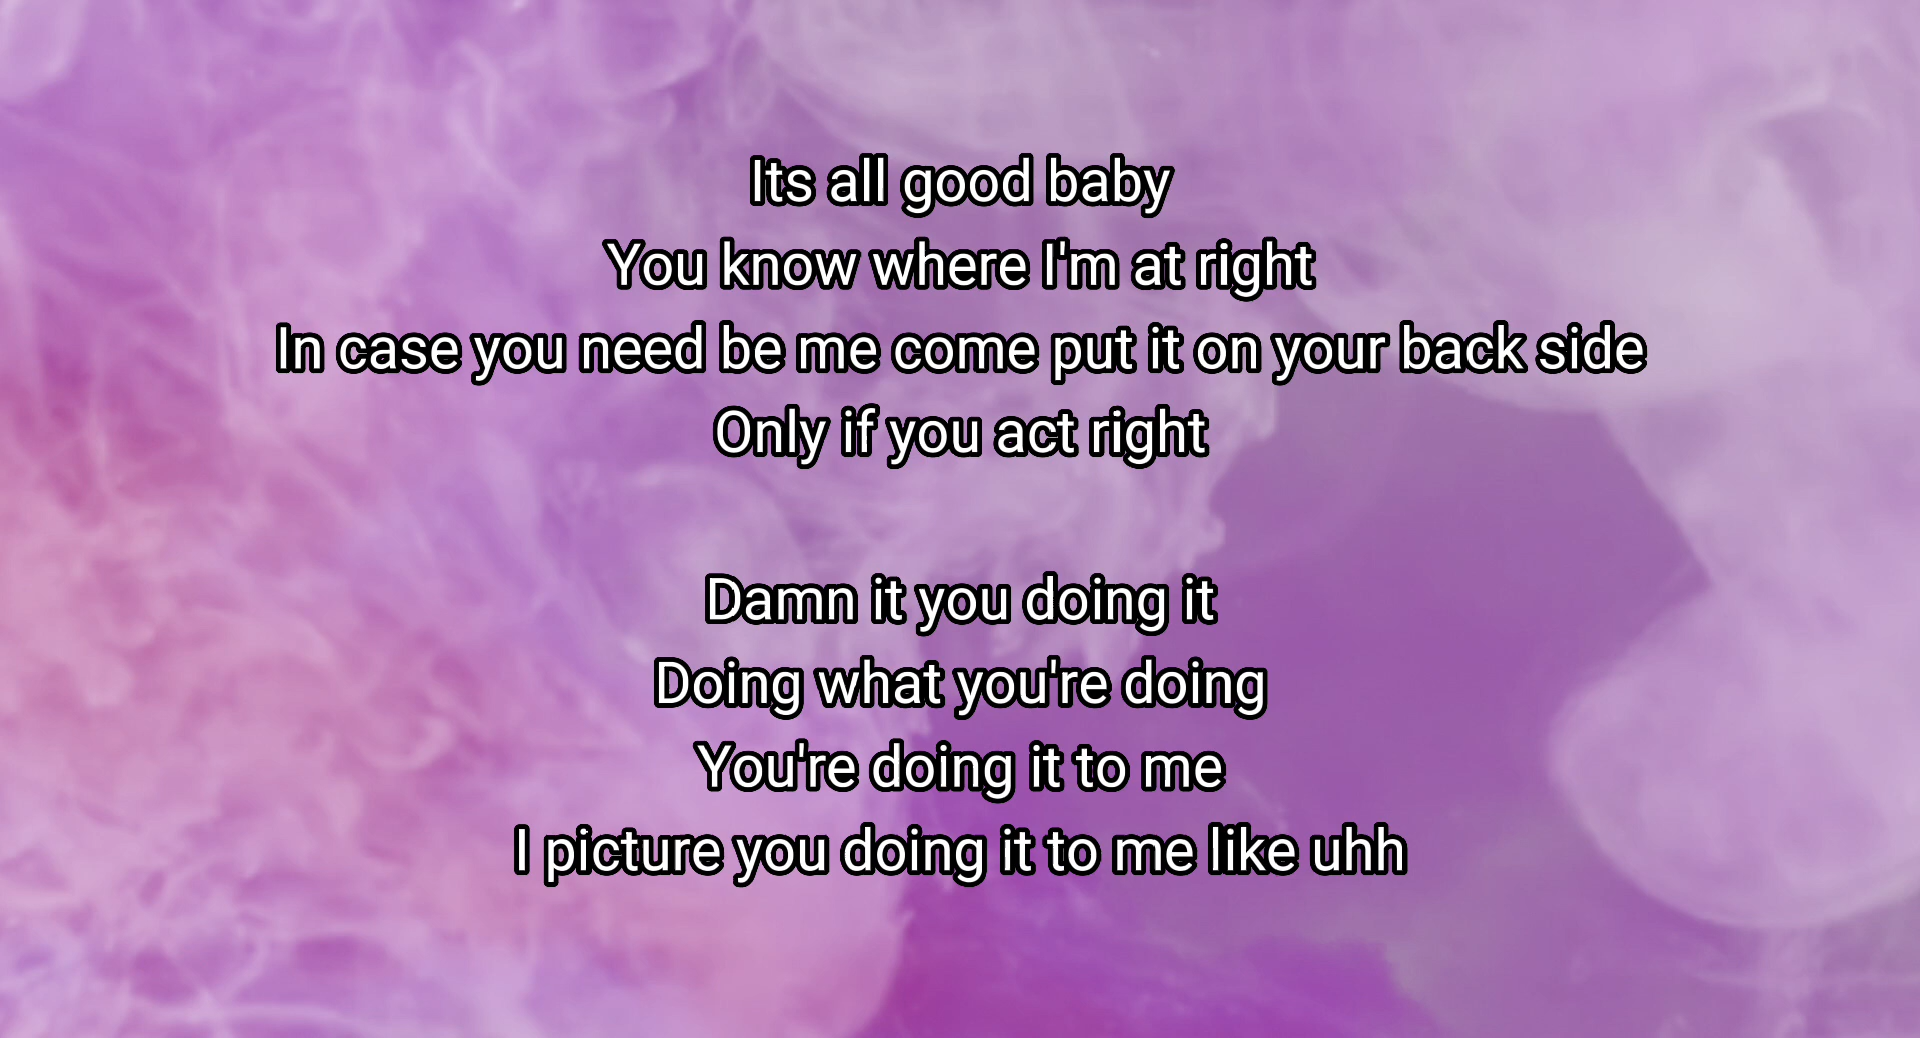 Its all good baby
You know where I'm at right
In case you need be me come put it on your back side
Only if you act right
Damn it you doing it
Doing what you're doing
You're doing it to me
I picture you doing it to me like uhh